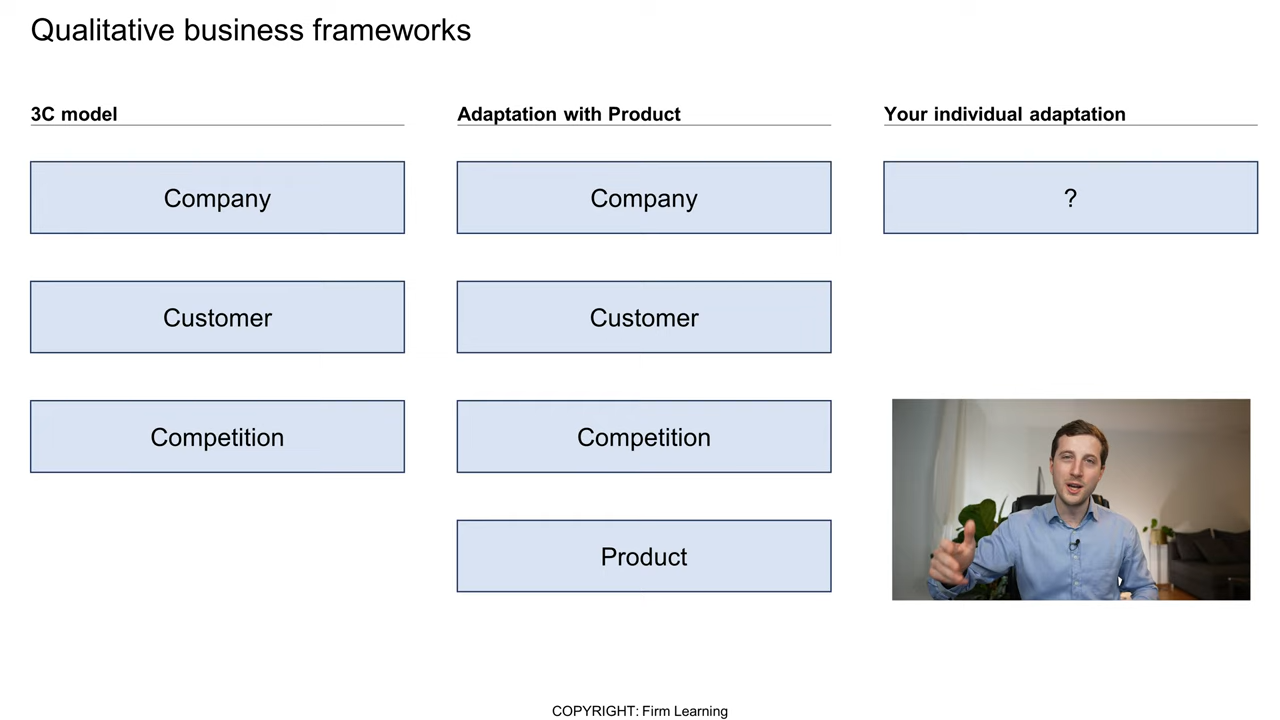 Qualitative business frameworks
3C model
Company
Customer
Competition
Adaptation with Product
Company
Customer
Competition
Product
Your individual adaptation
?
COPYRIGHT: Firm Learning